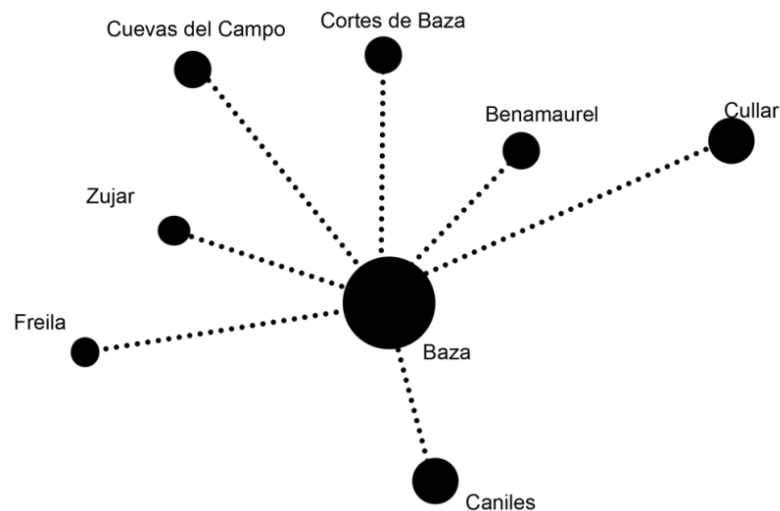 Cuevas del Campo
Cortes de Baza
Benamaurel
Cullar
Zujar
Freila
Baza
Caniles